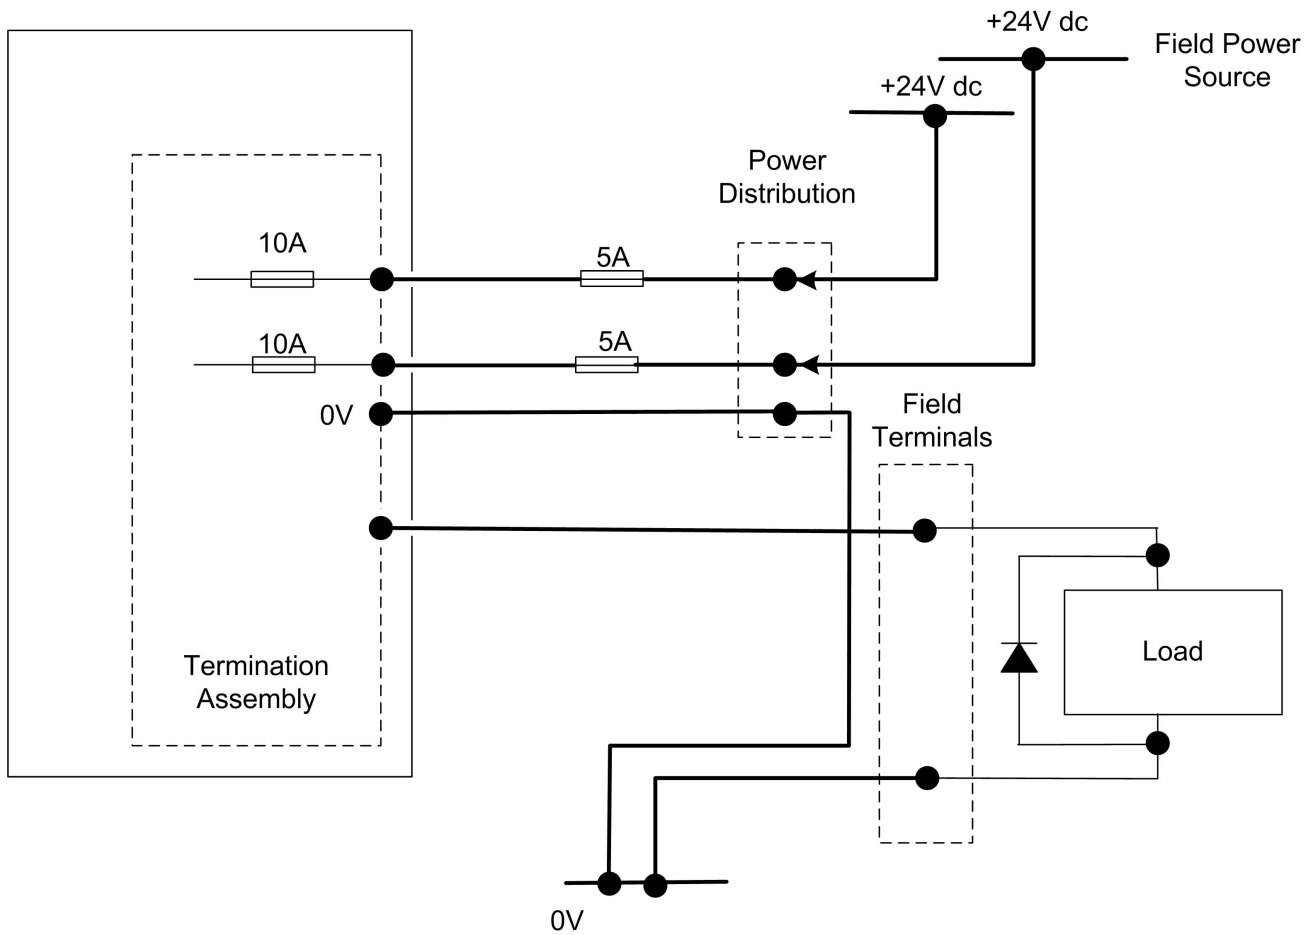 +24V dc
Field Power
Source
+24V dc
Power
Distribution
10A
5A
10A
5A
0V
Field
Terminals
Termination
Assembly
Load
0V